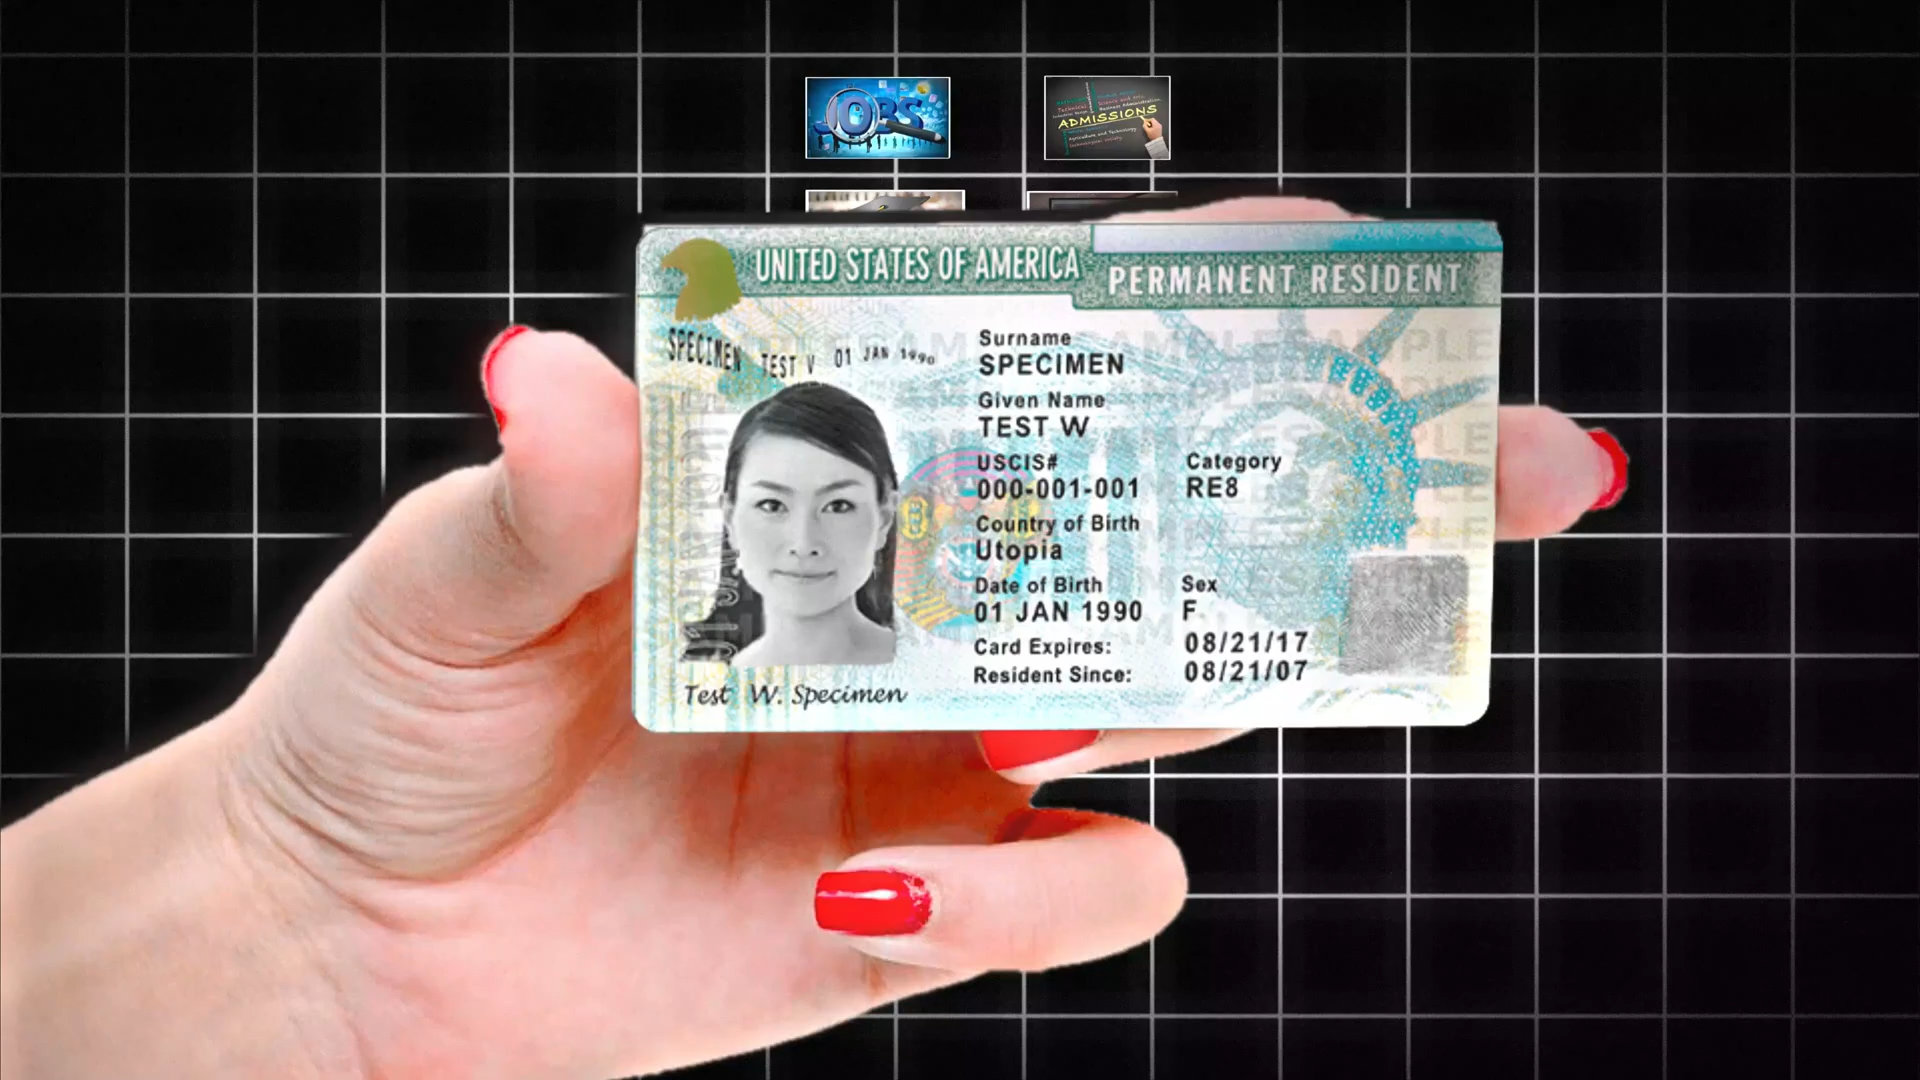 JOBS
ADMISSIONS
UNITED STATES OF AMERICA
PERMANENT RESIDENT
SPECIMEN TEST V 01 JAN 1990
Surname
SPECIMEN
Given Name
TEST W
USCIS# Category
000-001-001 RE8
Country of Birth
Utopia
Date of Birth Sex
01 JAN 1990 F
Card Expires: 08/21/17
Resident Since: 08/21/07
Test W. Specimen